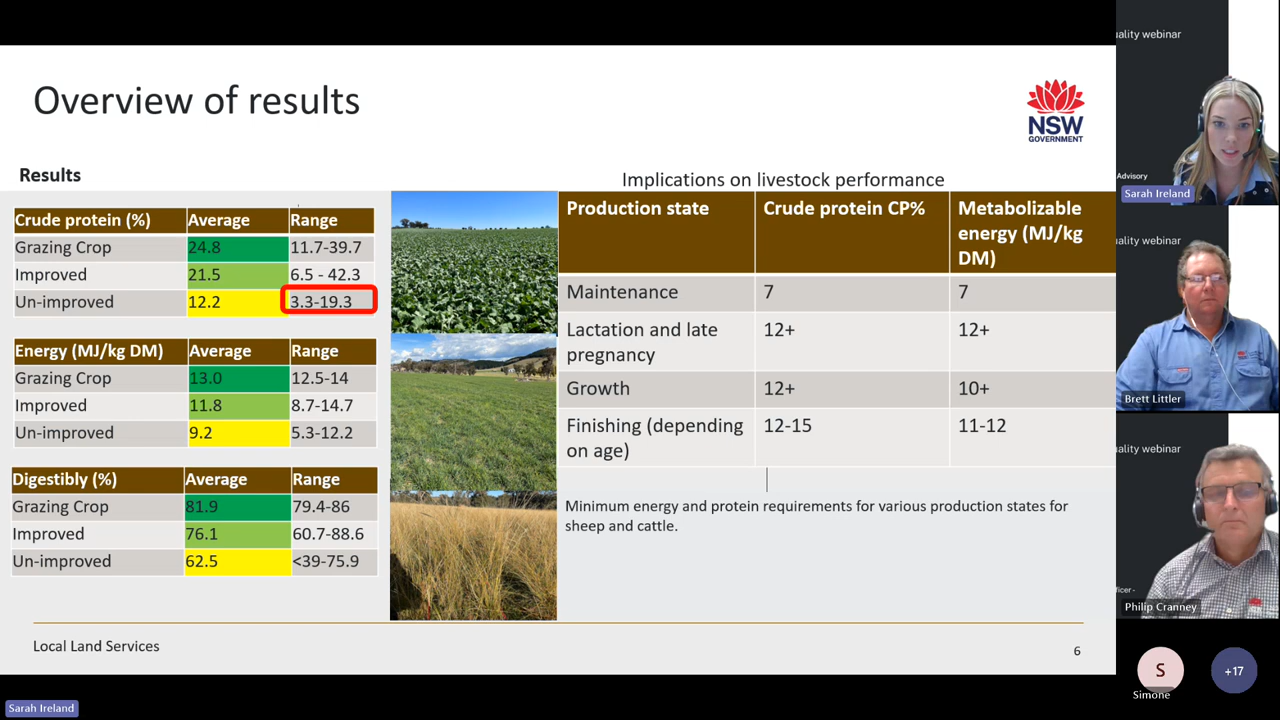 Overview of results
NSW
GOVERNMENT
Results
Crude protein (%) Average Range
Grazing Crop 24.8 11.7-39.7
Improved 21.5 6.5 - 42.3
Un-improved 12.2 3.3-19.3
Energy (MJ/kg DM) Average Range
Grazing Crop 13.0 12.5-14
Improved 11.8 8.7-14.7
Un-improved 9.2 5.3-12.2
Digestibly (%) Average Range
Grazing Crop 81.9 79.4-86
Improved 76.1 60.7-88.6
Un-improved 62.5 <39-75.9
Implications on livestock performance
Production state Crude protein CP% Metabolizable
energy (MJ/kg
DM)
Maintenance 7 7
Lactation and late 12+ 12+
pregnancy
Growth 12+ 10+
Finishing (depending 12-15 11-12
on age)
Minimum energy and protein requirements for various production states for
sheep and cattle.
Local Land Services
6
Sarah Ireland
uality webinar
Advisory
Sarah Ireland
uality webinar
Brett Littler
uality webinar
ficer -
Philip Cranney
S
Simone
+17